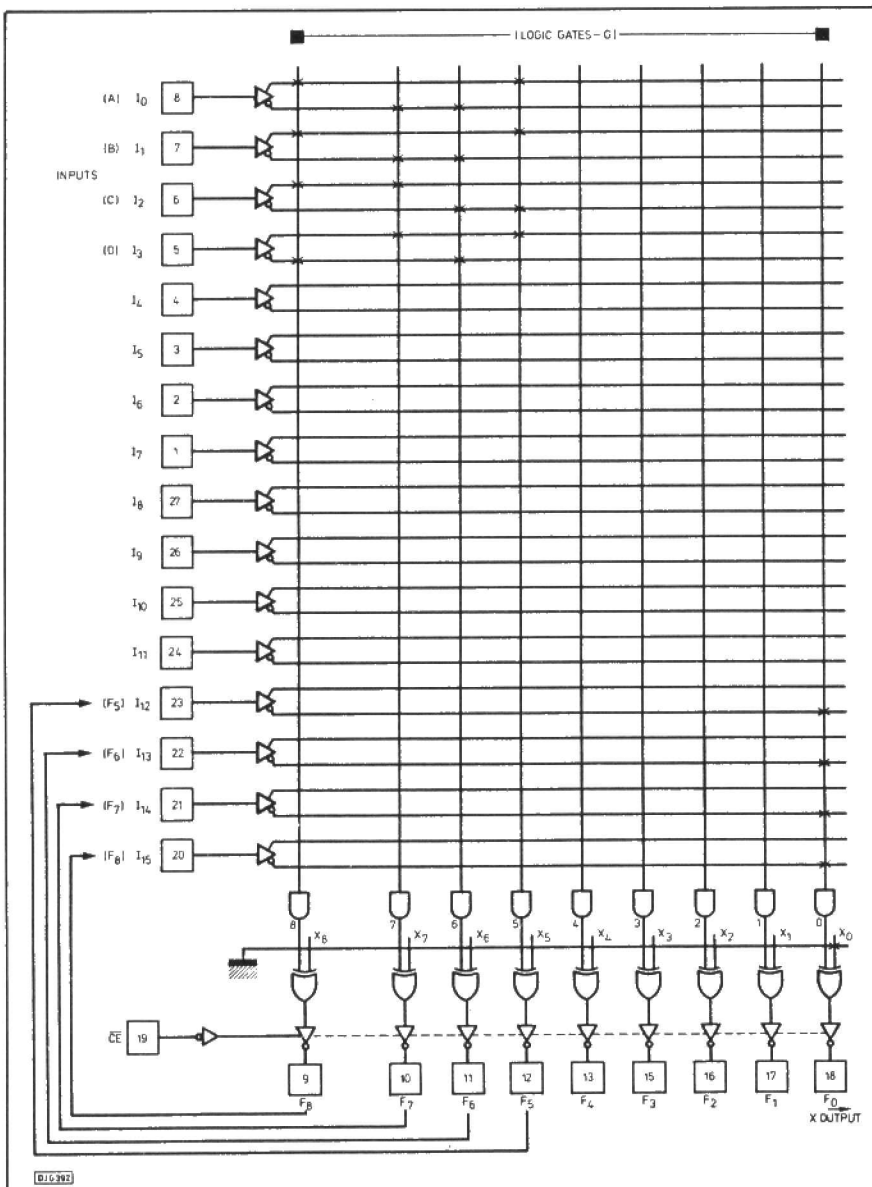 LOGIC GATES - G
(A) I0 8
(B) I1 7
INPUTS
(C) I2 6
(D) I3 5
I4 4
I5 3
I6 2
I7 1
I8 27
I9 26
I10 25
I11 24
(F5) I12 23
(F6) I13 22
(F7) I14 21
(F8) I15 20
8 7 6 5 4 3 2 1 0
X8 X7 X6 X5 X4 X3 X2 X1 X0
CE 19
9 10 11 12 13 15 16 17 18
F8 F7 F6 F5 F4 F3 F2 F1 F0
X OUTPUT